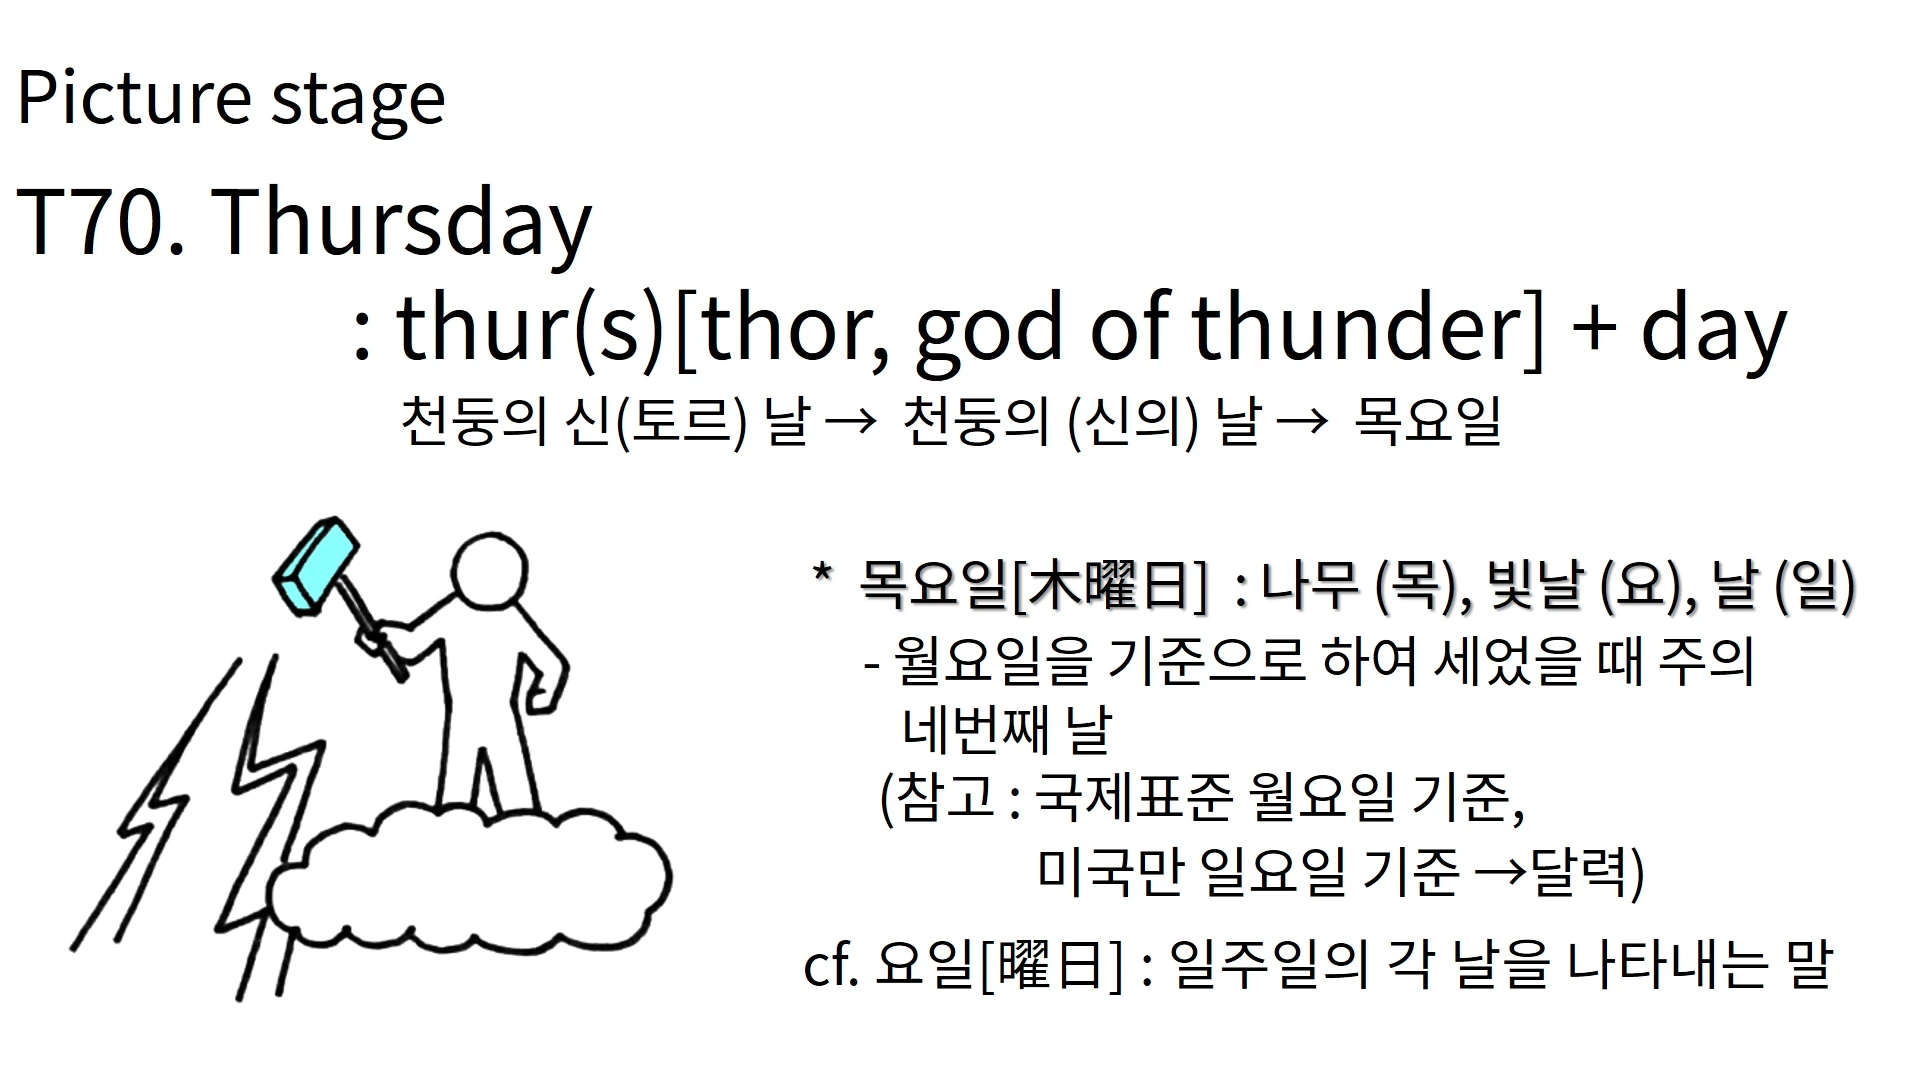 Picture stage
T70. Thursday
: thur(s)[thor, god of thunder] + day
천둥의 신(토르) 날 → 천둥의 (신의) 날 → 목요일
* 목요일[木曜日] : 나무 (목), 빛날 (요), 날 (일)
- 월요일을 기준으로 하여 세었을 때 주의
네번째 날
(참고 : 국제표준 월요일 기준,
미국만 일요일 기준 →달력)
cf. 요일[曜日] : 일주일의 각 날을 나타내는 말